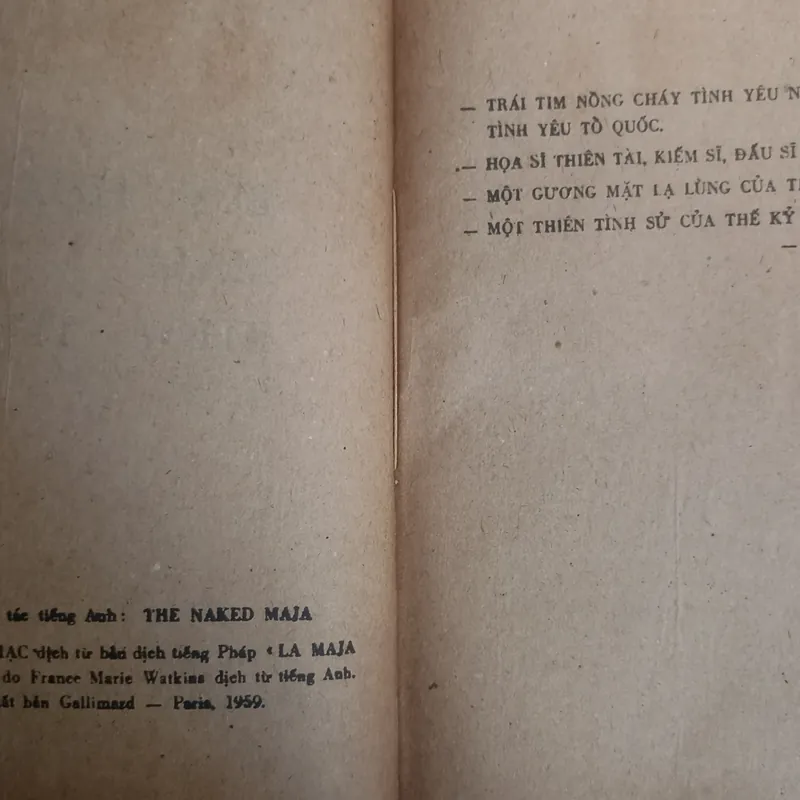 tác tiếng Anh: THE NAKED MAJA
dịch từ bản dịch tiếng Pháp « LA MAJA
do France Marie Watkins dịch từ tiếng Anh.
bản Gallimard — Paris, 1959.
— TRÁI TIM NỒNG CHÁY TÌNH YÊU
TÌNH YÊU TỔ QUỐC.
— HỌA SĨ THIÊN TÀI, KIẾM SĨ, ĐẤU SĨ
— MỘT GƯƠNG MẶT LẠ LÙNG CỦA
— MỘT THIÊN TÌNH SỬ CỦA THẾ KỶ
—